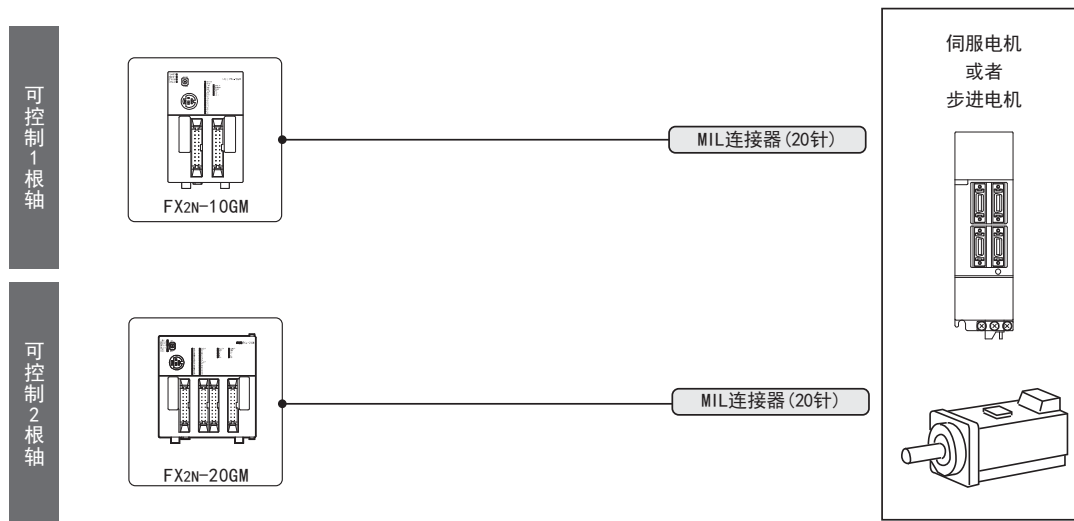 可控制1根轴
FX2N-10GM
MIL连接器(20针)
可控制2根轴
FX2N-20GM
MIL连接器(20针)
伺服电机
或者
步进电机